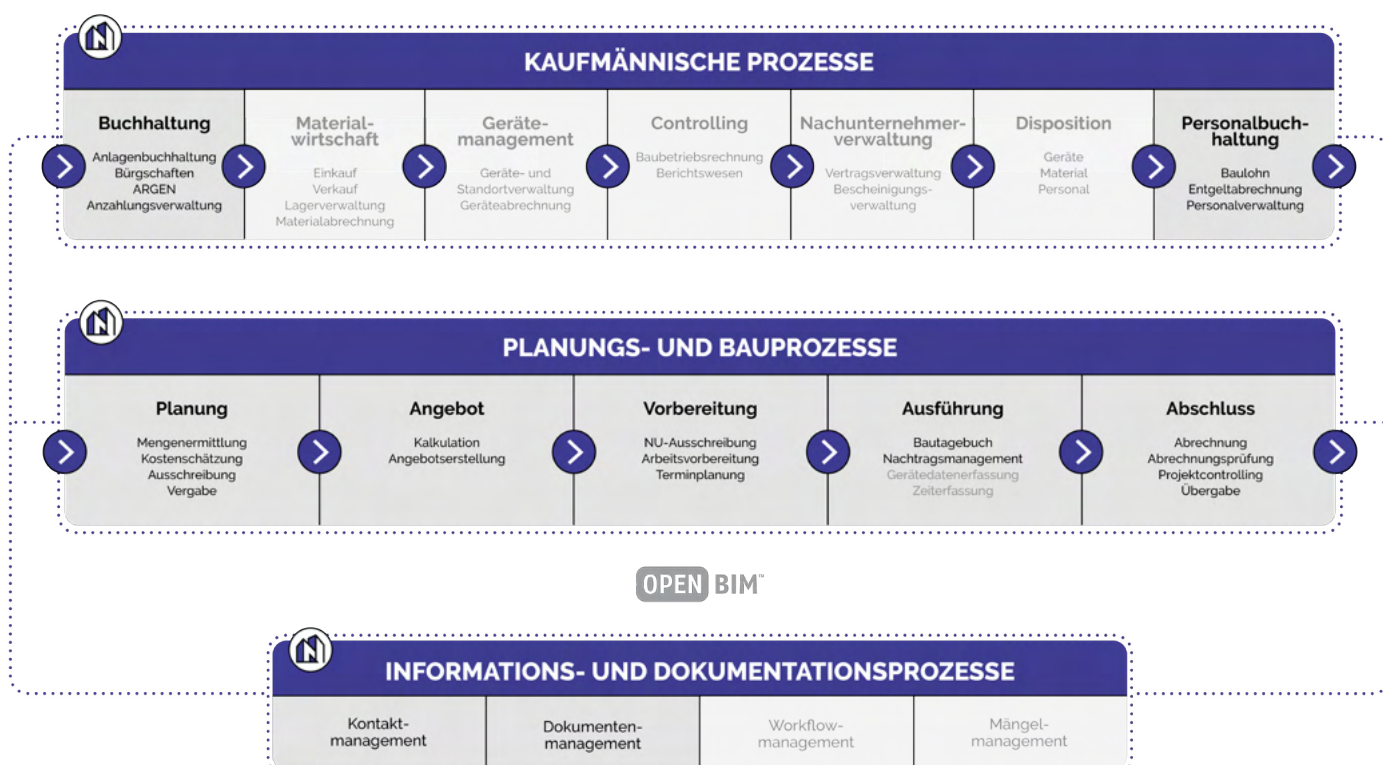 KAUFMÄNNISCHE PROZESSE
Buchhaltung
Anlagenbuchhaltung
Bürgschaften
ARGEN
Anzahlungsverwaltung
Material-
wirtschaft
Einkauf
Verkauf
Lagerverwaltung
Materialabrechnung
Geräte-
management
Geräte- und
Standortverwaltung
Geräteabrechnung
Controlling
Baubetriebsrechnung
Berichtswesen
Nachunternehmer-
verwaltung
Vertragsverwaltung
Bescheinigungs-
verwaltung
Disposition
Geräte
Material
Personal
Personalbuch-
haltung
Baulohn
Entgeltabrechnung
Personalverwaltung
PLANUNGS- UND BAUPROZESSE
Planung
Mengenermittlung
Kostenschätzung
Ausschreibung
Vergabe
Angebot
Kalkulation
Angebotserstellung
Vorbereitung
NU-Ausschreibung
Arbeitsvorbereitung
Terminplanung
Ausführung
Bautagebuch
Nachtragsmanagement
Gerätedatenerfassung
Zeiterfassung
Abschluss
Abrechnung
Abrechnungsprüfung
Projektcontrolling
Übergabe
OPEN BIM™
INFORMATIONS- UND DOKUMENTATIONSPROZESSE
Kontakt-
management
Dokumenten-
management
Workflow-
management
Mängel-
management